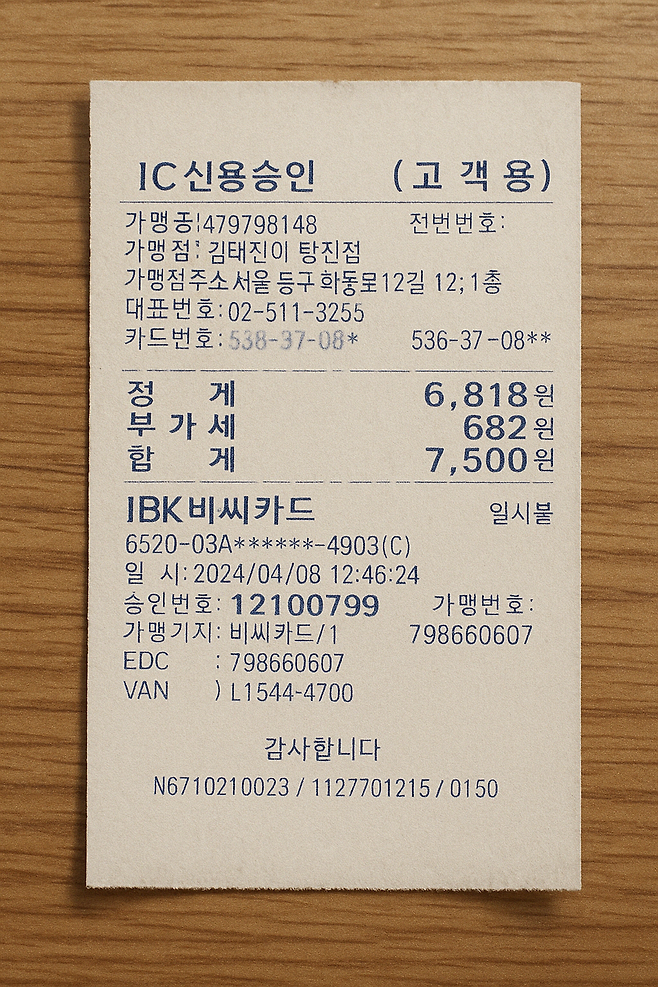 IC신용승인 (고 객 용)
가맹중:479798148 전번번호:
가맹점: 김태진이 탕진접
가맹점주소서울 등구 학동로12길 12; 1총
대표번호:02-511-3255
카드번호:538-37-08* 536-37-08**
정 게 6,818원
부 가 세 682원
합 게 7,500원
IBK비씨카드 일시불
6520-03A******-4903(C)
일 시:2024/04/08 12:46:24
승인번호: 12100799 가맹번호:
가맹기지: 비씨카드/1 798660607
EDC : 798660607
VAN ) L1544-4700
감사합니다
N6710210023 / 1127701215 / 0150